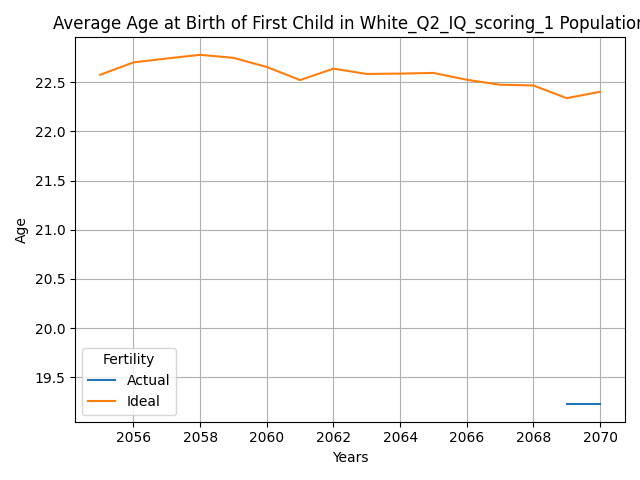 Average Age at Birth of First Child in White_Q2_IQ_scoring_1 Population
22.5
22.0
21.5
21.0
20.5
20.0
19.5
Age
Fertility
Actual
Ideal
2056 2058 2060 2062 2064 2066 2068 2070
Years